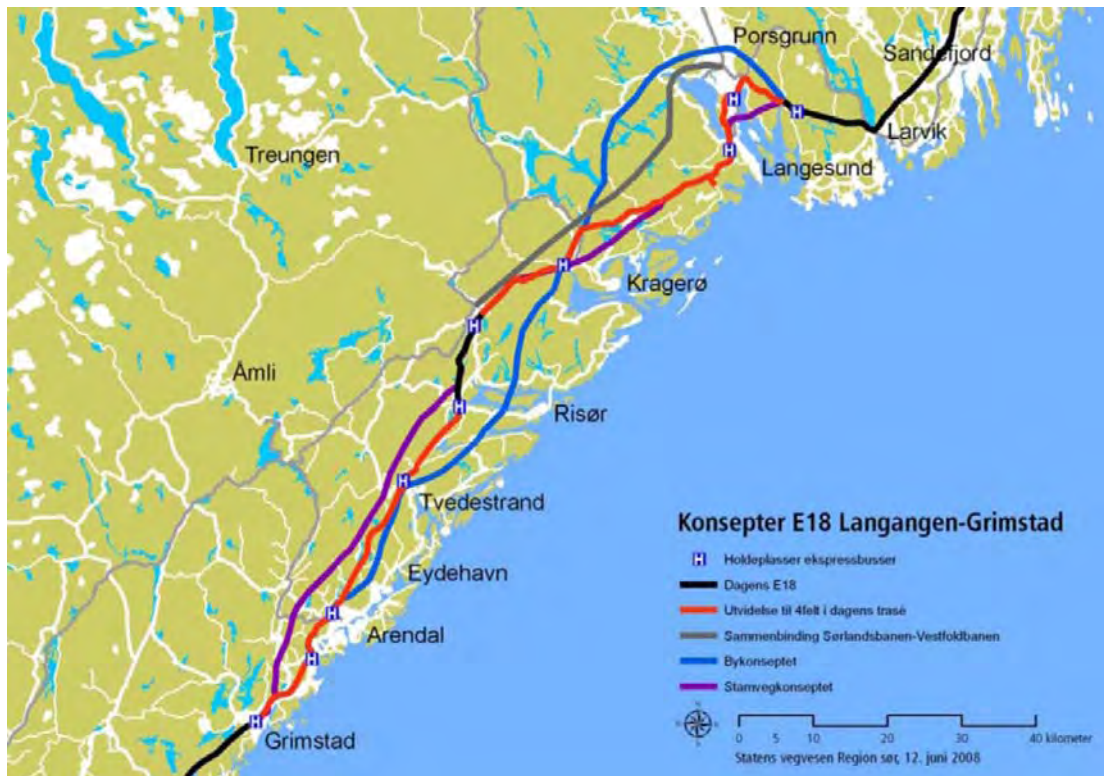 Porsgrunn
Sandefjord
Treungen
Larvik
Langesund
Kragerø
Åmli
Risør
Tvedestrand
Eydehavn
Arendal
Grimstad
Konsepter E18 Langangen-Grimstad
H Holdeplasser ekspressbusser
Dagens E18
Utvidelse til 4felt i dagens trasè
Sammenbinding Sørlandsbanen-Vestfoldbanen
Bykonseptet
Stamvegkonseptet
0 5 10 20 30 40 kilometer
Statens vegvesen Region sør, 12. juni 2008